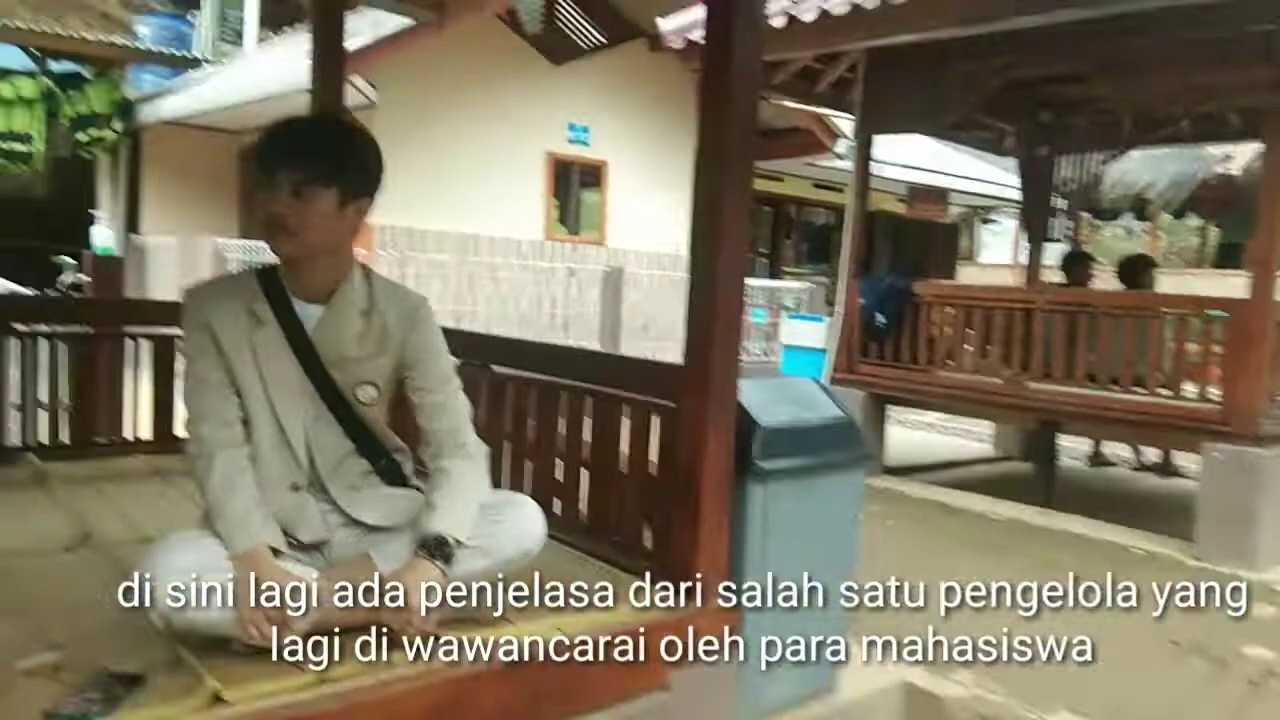 di sini lagi ada penjelasa dari salah satu pengelola yang
lagi di wawancarai oleh para mahasiswa